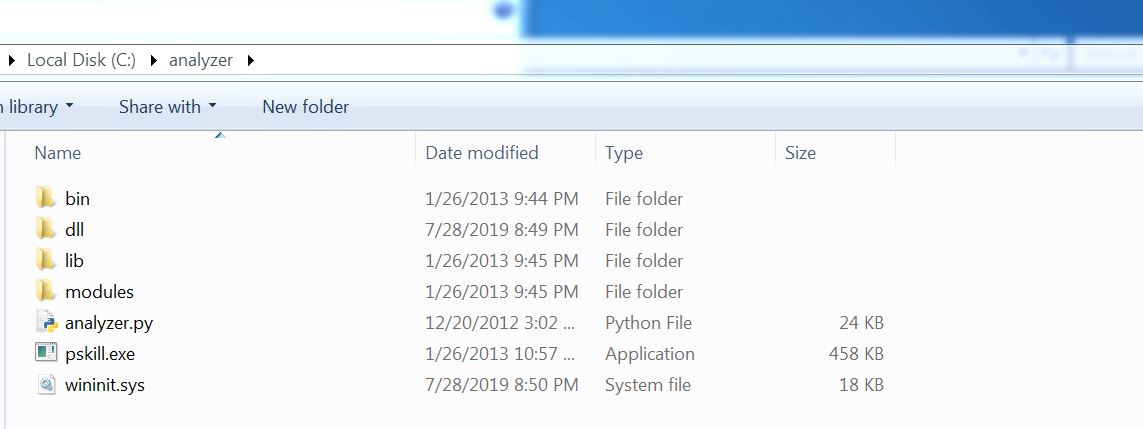 Local Disk (C:) analyzer
library Share with New folder
Name Date modified Type Size
bin 1/26/2013 9:44 PM File folder
dll 7/28/2019 8:49 PM File folder
lib 1/26/2013 9:45 PM File folder
modules 1/26/2013 9:45 PM File folder
analyzer.py 12/20/2012 3:02 ... Python File 24 KB
pskill.exe 1/26/2013 10:57 ... Application 458 KB
wininit.sys 7/28/2019 8:50 PM System file 18 KB